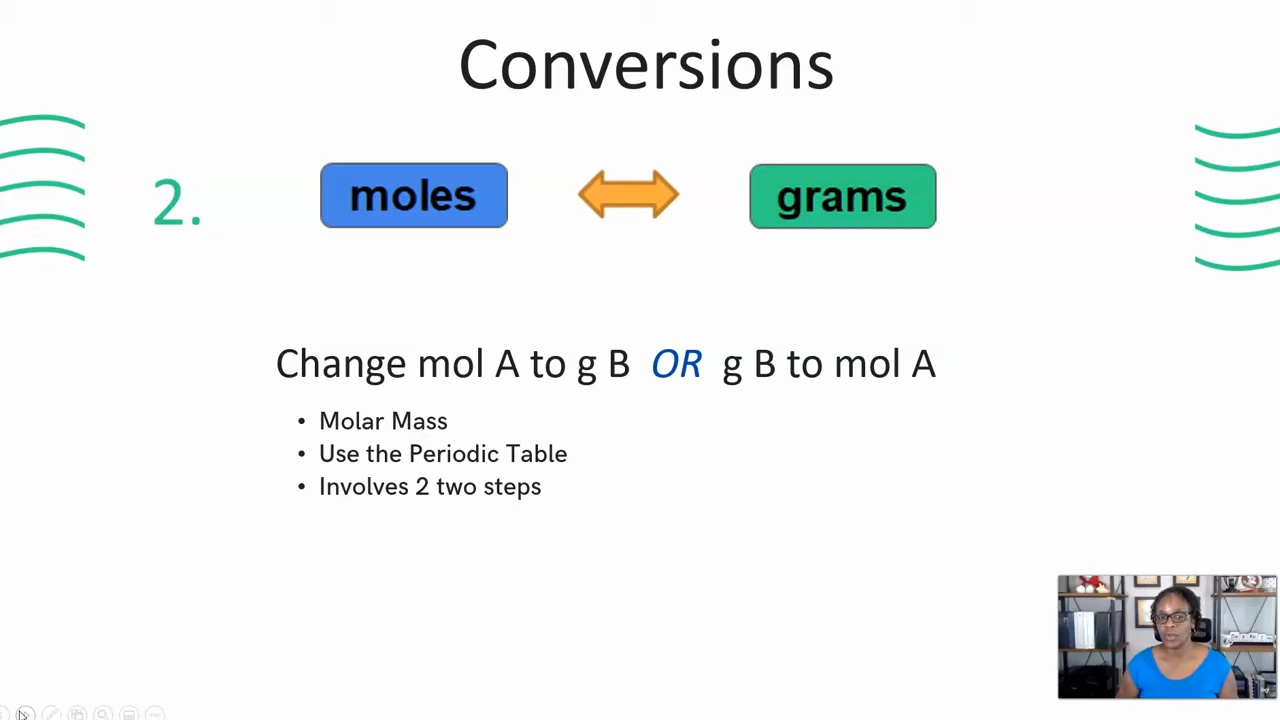 Conversions
2. moles grams
Change mol A to g B OR g B to mol A
• Molar Mass
• Use the Periodic Table
• Involves 2 two steps